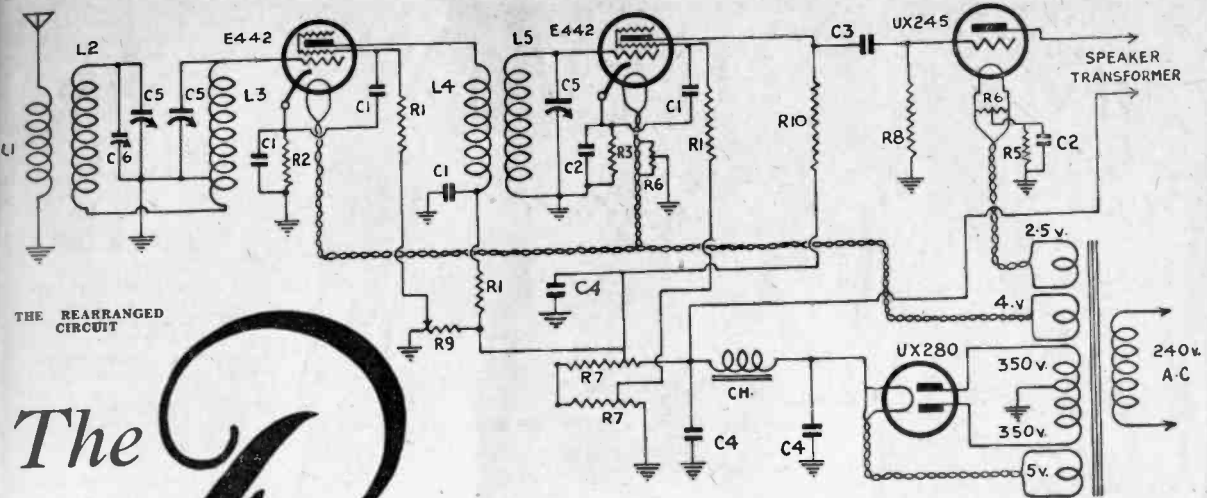 L1
L2
C6
C5
C5
L3
E442
C1
R2
C1
R1
L4
C1
R1
L5
E442
C5
C2
R3
R6
C1
R1
R10
C3
R8
UX245
R6
R5
C2
SPEAKER
TRANSFORMER
THE REARRANGED
CIRCUIT
R9
C4
R7
R7
CH.
C4
C4
UX280
2.5 v.
4.v
350 v.
350 v.
5v.
240v.
A.C
The